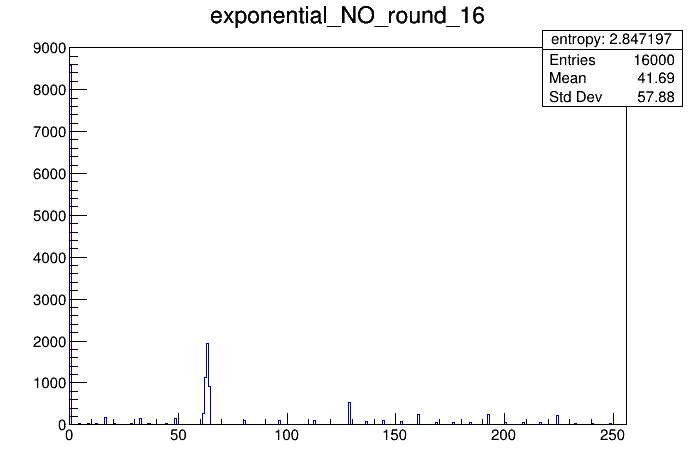 exponential_NO_round_16
entropy: 2.847197
Entries 16000
Mean 41.69
Std Dev 57.88
9000
8000
7000
6000
5000
4000
3000
2000
1000
0
0 50 100 150 200 250